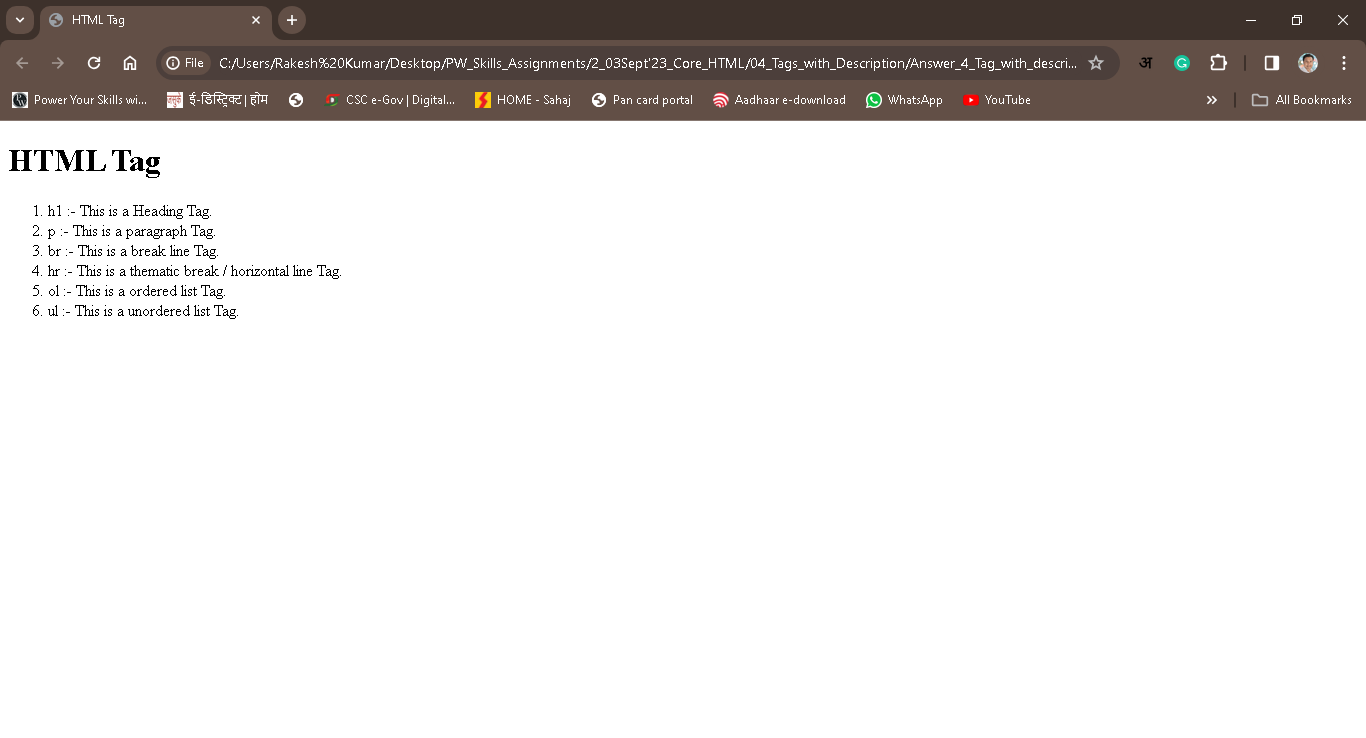 HTML Tag
File
C:/Users/Rakesh%20Kumar/Desktop/PW_Skills_Assignments/2_03Sept'23_Core_HTML/04_Tags_with_Description/Answer_4_Tag_with_descri...
अ
G
Power Your Skills wi... ई-डिस्ट्रिक्ट | होम CSC e-Gov | Digital... HOME - Sahaj Pan card portal Aadhaar e-download WhatsApp YouTube » All Bookmarks
HTML Tag
1. h1 :- This is a Heading Tag.
2. p :- This is a paragraph Tag.
3. br :- This is a break line Tag.
4. hr :- This is a thematic break / horizontal line Tag.
5. ol :- This is a ordered list Tag.
6. ul :- This is a unordered list Tag.